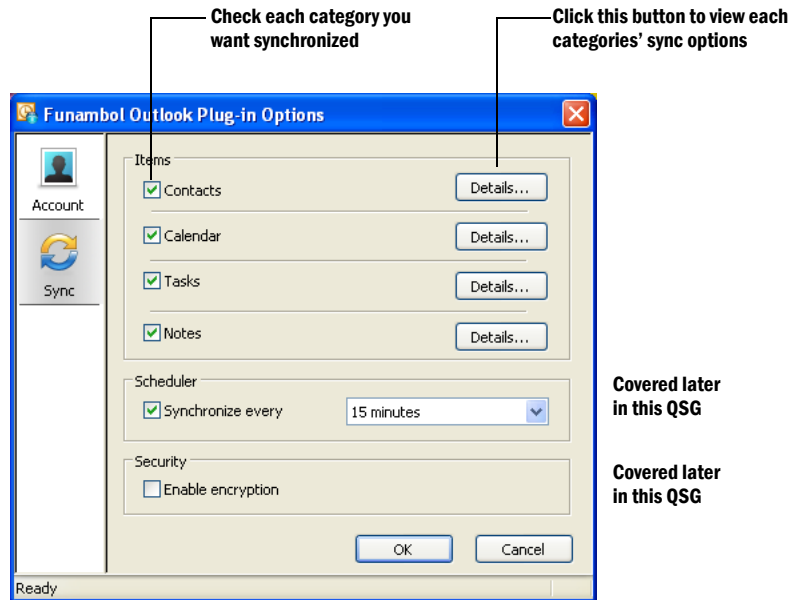 Check each category you
want synchronized
Click this button to view each
categories' sync options
Funambol Outlook Plug-in Options
Account
Sync
Items
Contacts
Details...
Calendar
Details...
Tasks
Details...
Notes
Details...
Scheduler
Synchronize every
15 minutes
Covered later
in this QSG
Security
Enable encryption
Covered later
in this QSG
OK
Cancel
Ready